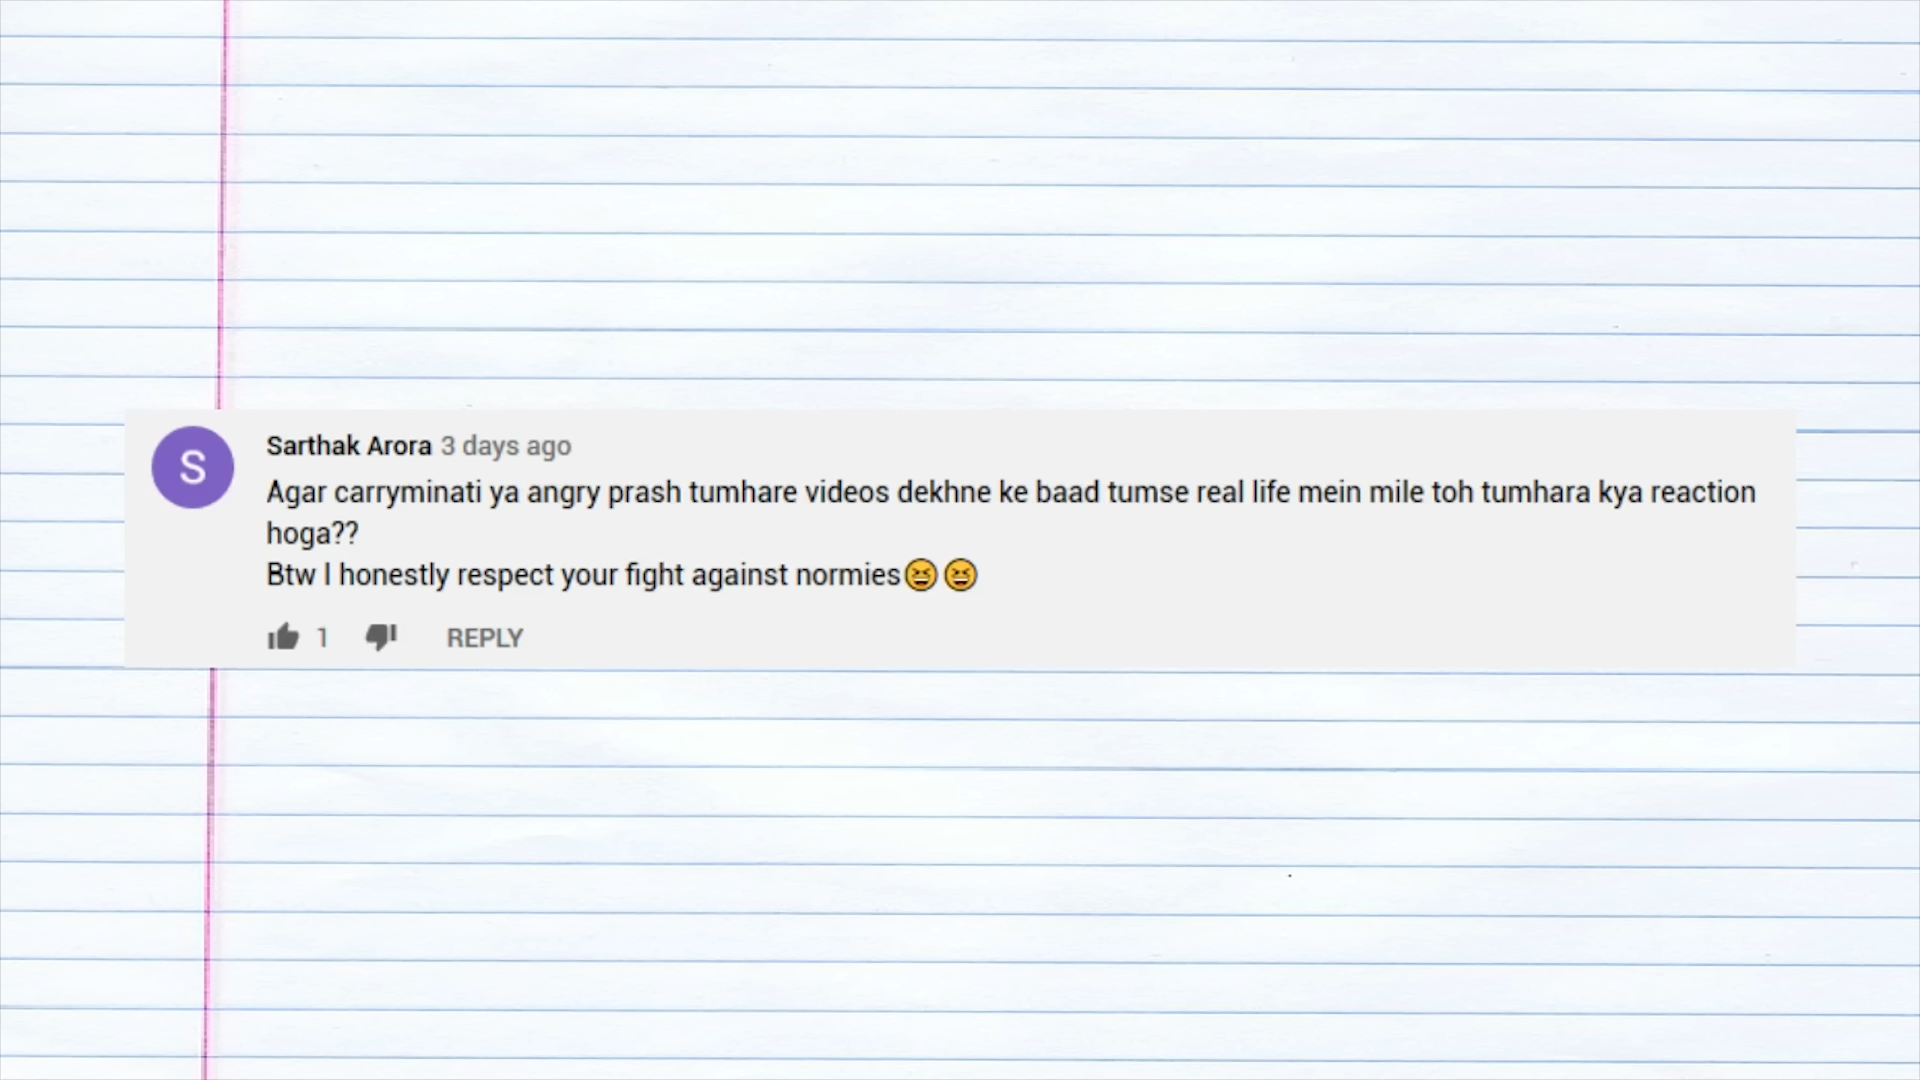 S
Sarthak Arora 3 days ago
Agar carryminati ya angry prash tumhare videos dekhne ke baad tumse real life mein mile toh tumhara kya reaction
hoga??
Btw I honestly respect your fight against normies😆😆
1 REPLY